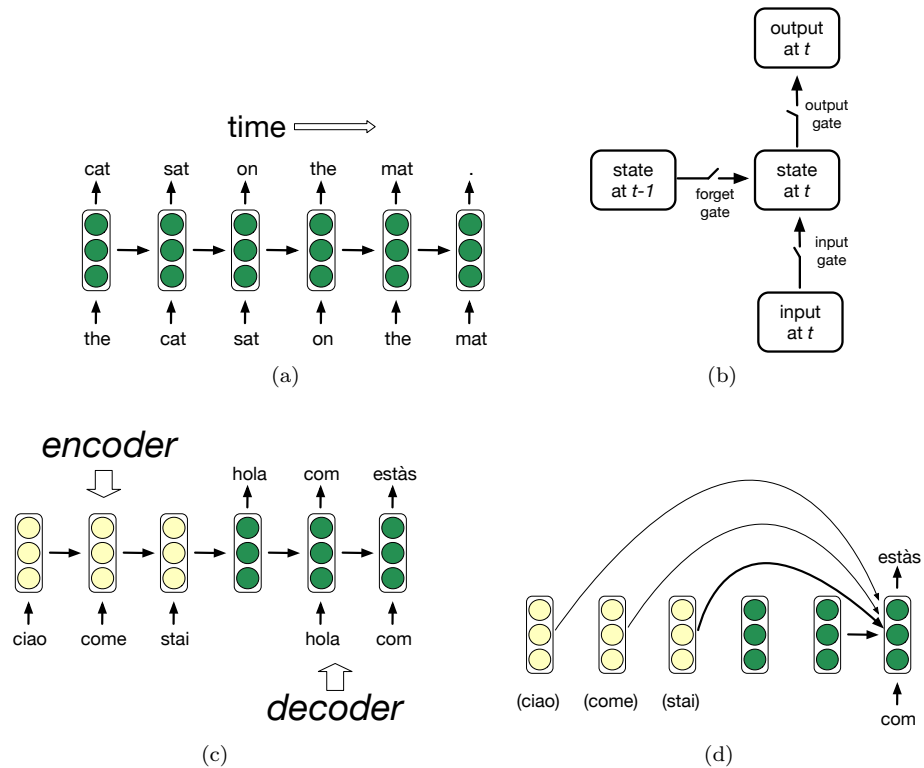 time
cat sat on the mat .
the cat sat on the mat
(a)
output
at t
output
gate
state
at t-1
forget
gate
state
at t
input
gate
input
at t
(b)
encoder
hola com estàs
ciao come stai hola com
decoder
(c)
estàs
(ciao) (come) (stai)
com
(d)